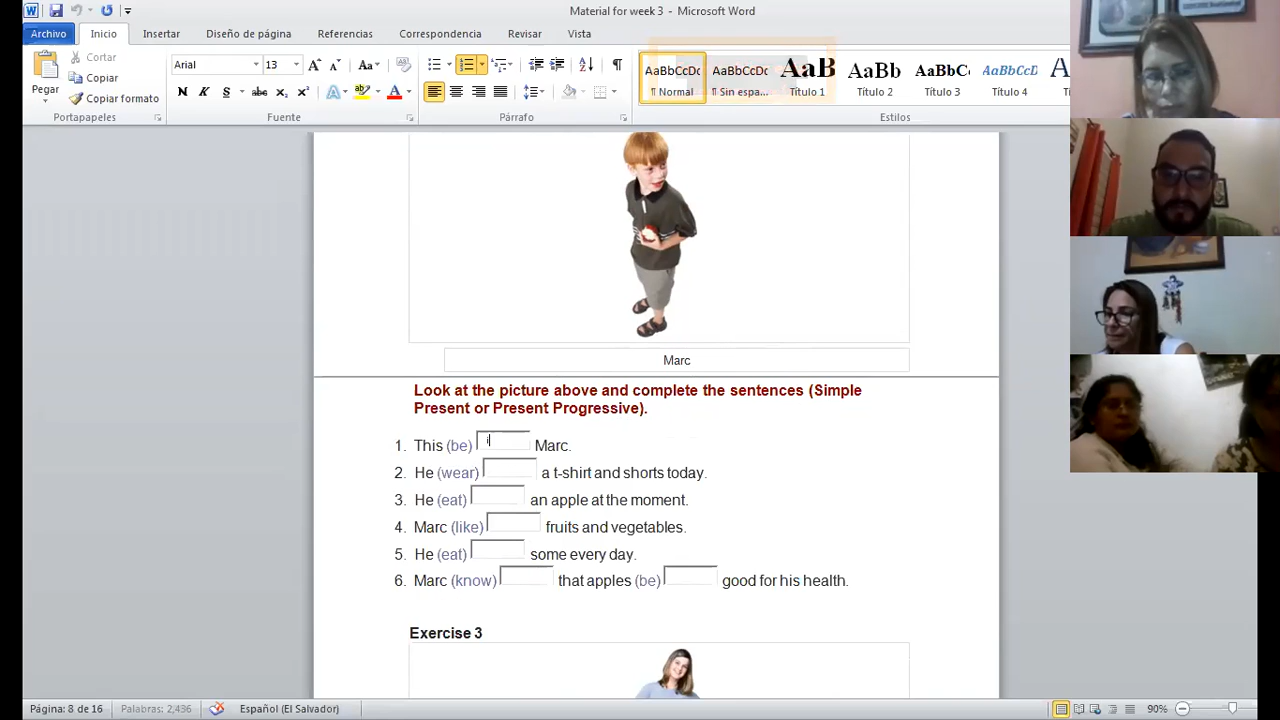 Material for week 3 - Microsoft Word
Archivo Inicio Insertar Diseño de página Referencias Correspondencia Revisar Vista
Cortar
Copiar
Copiar formato
Pegar
Portapapeles
Arial 13
N K S abc x₂ x²
Fuente
Párrafo
AaBbCcDc AaBbCcDc AaB AaBb AaBbC AaBbCcD A
¶ Normal ¶ Sin espa... Título 1 Título 2 Título 3 Título 4 Tí
Estilos
Marc
Look at the picture above and complete the sentences (Simple
Present or Present Progressive).
1. This (be) i Marc.
2. He (wear) a t-shirt and shorts today.
3. He (eat) an apple at the moment.
4. Marc (like) fruits and vegetables.
5. He (eat) some every day.
6. Marc (know) that apples (be) good for his health.
Exercise 3
Página: 8 de 16 Palabras: 2,436 Español (El Salvador) 90%